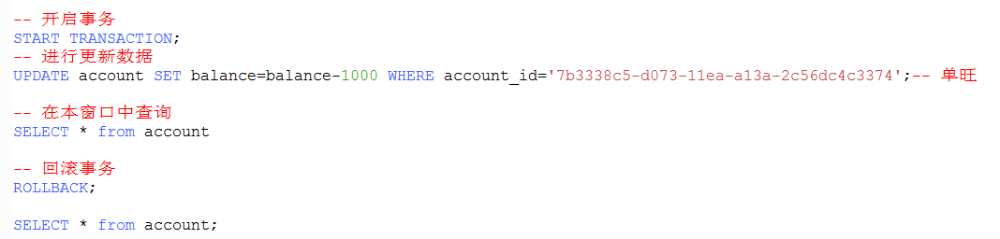 -- 开启事务
START TRANSACTION;
-- 进行更新数据
UPDATE account SET balance=balance-1000 WHERE account_id='7b3338c5-d073-11ea-a13a-2c56dc4c3374';-- 单旺
-- 在本窗口中查询
SELECT * from account
-- 回滚事务
ROLLBACK;
SELECT * from account;